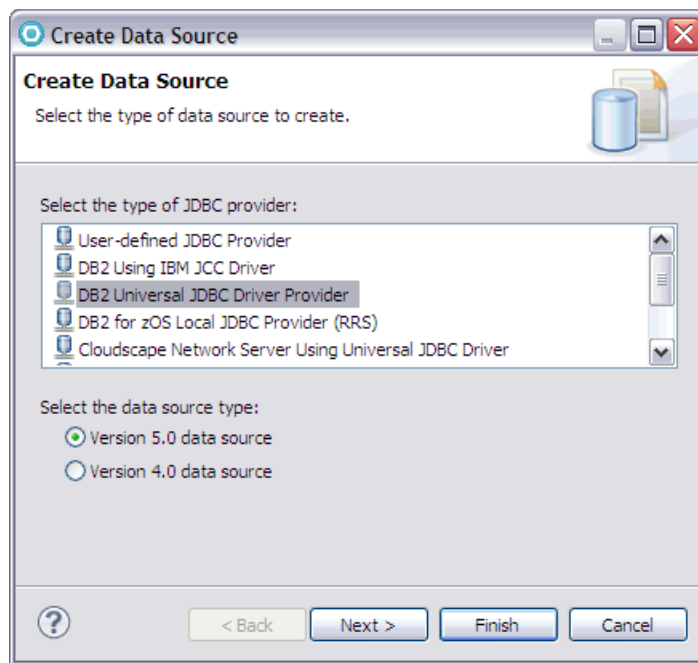 Create Data Source
Create Data Source
Select the type of data source to create.
Select the type of JDBC provider:
User-defined JDBC Provider
DB2 Using IBM JCC Driver
DB2 Universal JDBC Driver Provider
DB2 for zOS Local JDBC Provider (RRS)
Cloudscape Network Server Using Universal JDBC Driver
Select the data source type:
Version 5.0 data source
Version 4.0 data source
?
< Back
Next >
Finish
Cancel